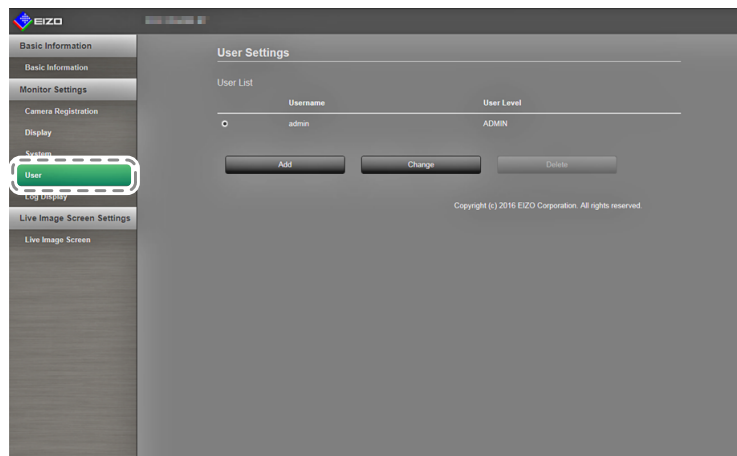 EIZO
Basic Information
Basic Information
Monitor Settings
Camera Registration
Display
System
User
Log Display
Live Image Screen Settings
Live Image Screen
User Settings
User List
Username User Level
admin ADMIN
Add Change Delete
Copyright (c) 2016 EIZO Corporation. All rights reserved.